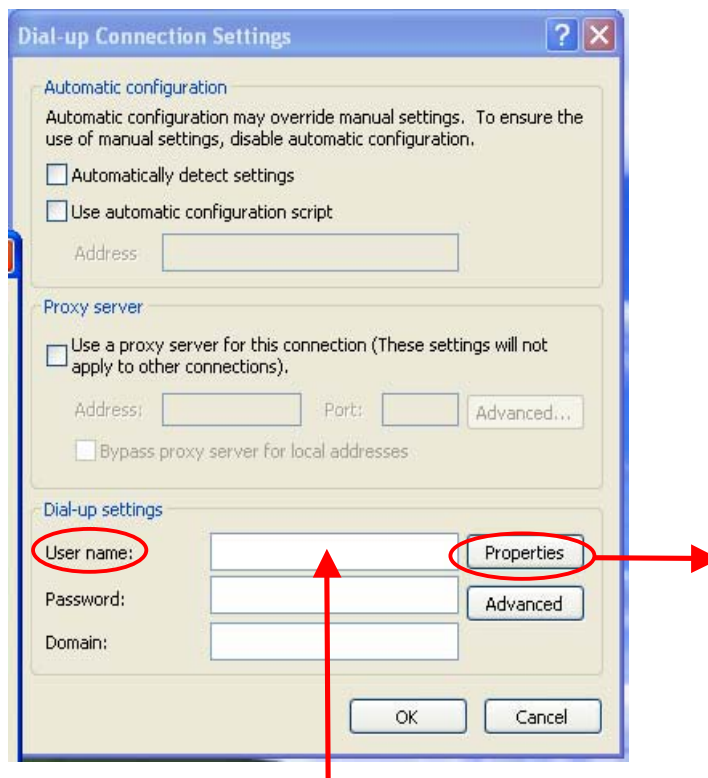 Dial-up Connection Settings
Automatic configuration
Automatic configuration may override manual settings. To ensure the
use of manual settings, disable automatic configuration.
Automatically detect settings
Use automatic configuration script
Address
Proxy server
Use a proxy server for this connection (These settings will not
apply to other connections).
Address: Port: Advanced...
Bypass proxy server for local addresses
Dial-up settings
User name: Properties
Password: Advanced
Domain:
OK Cancel